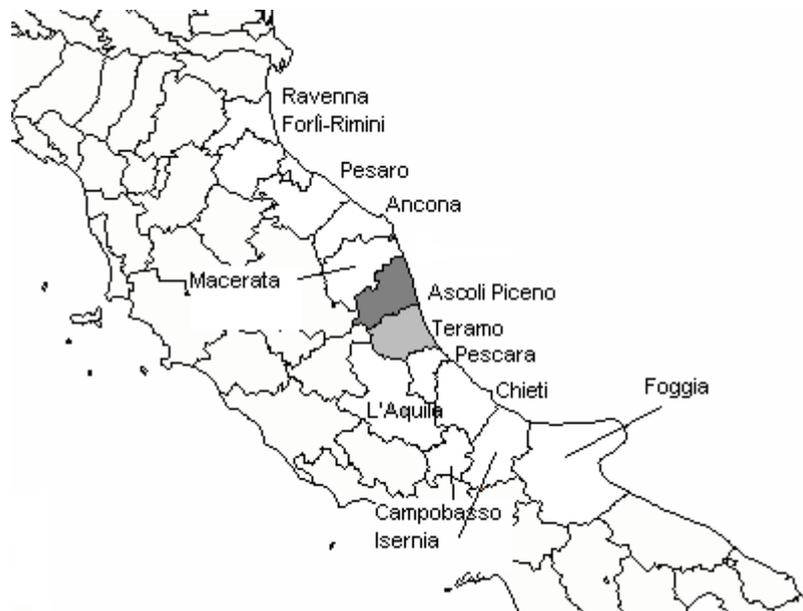 Ravenna
Forlì-Rimini
Pesaro
Ancona
Macerata
Ascoli Piceno
Teramo
Pescara
Chieti
Foggia
L'Aquila
Campobasso
Isernia